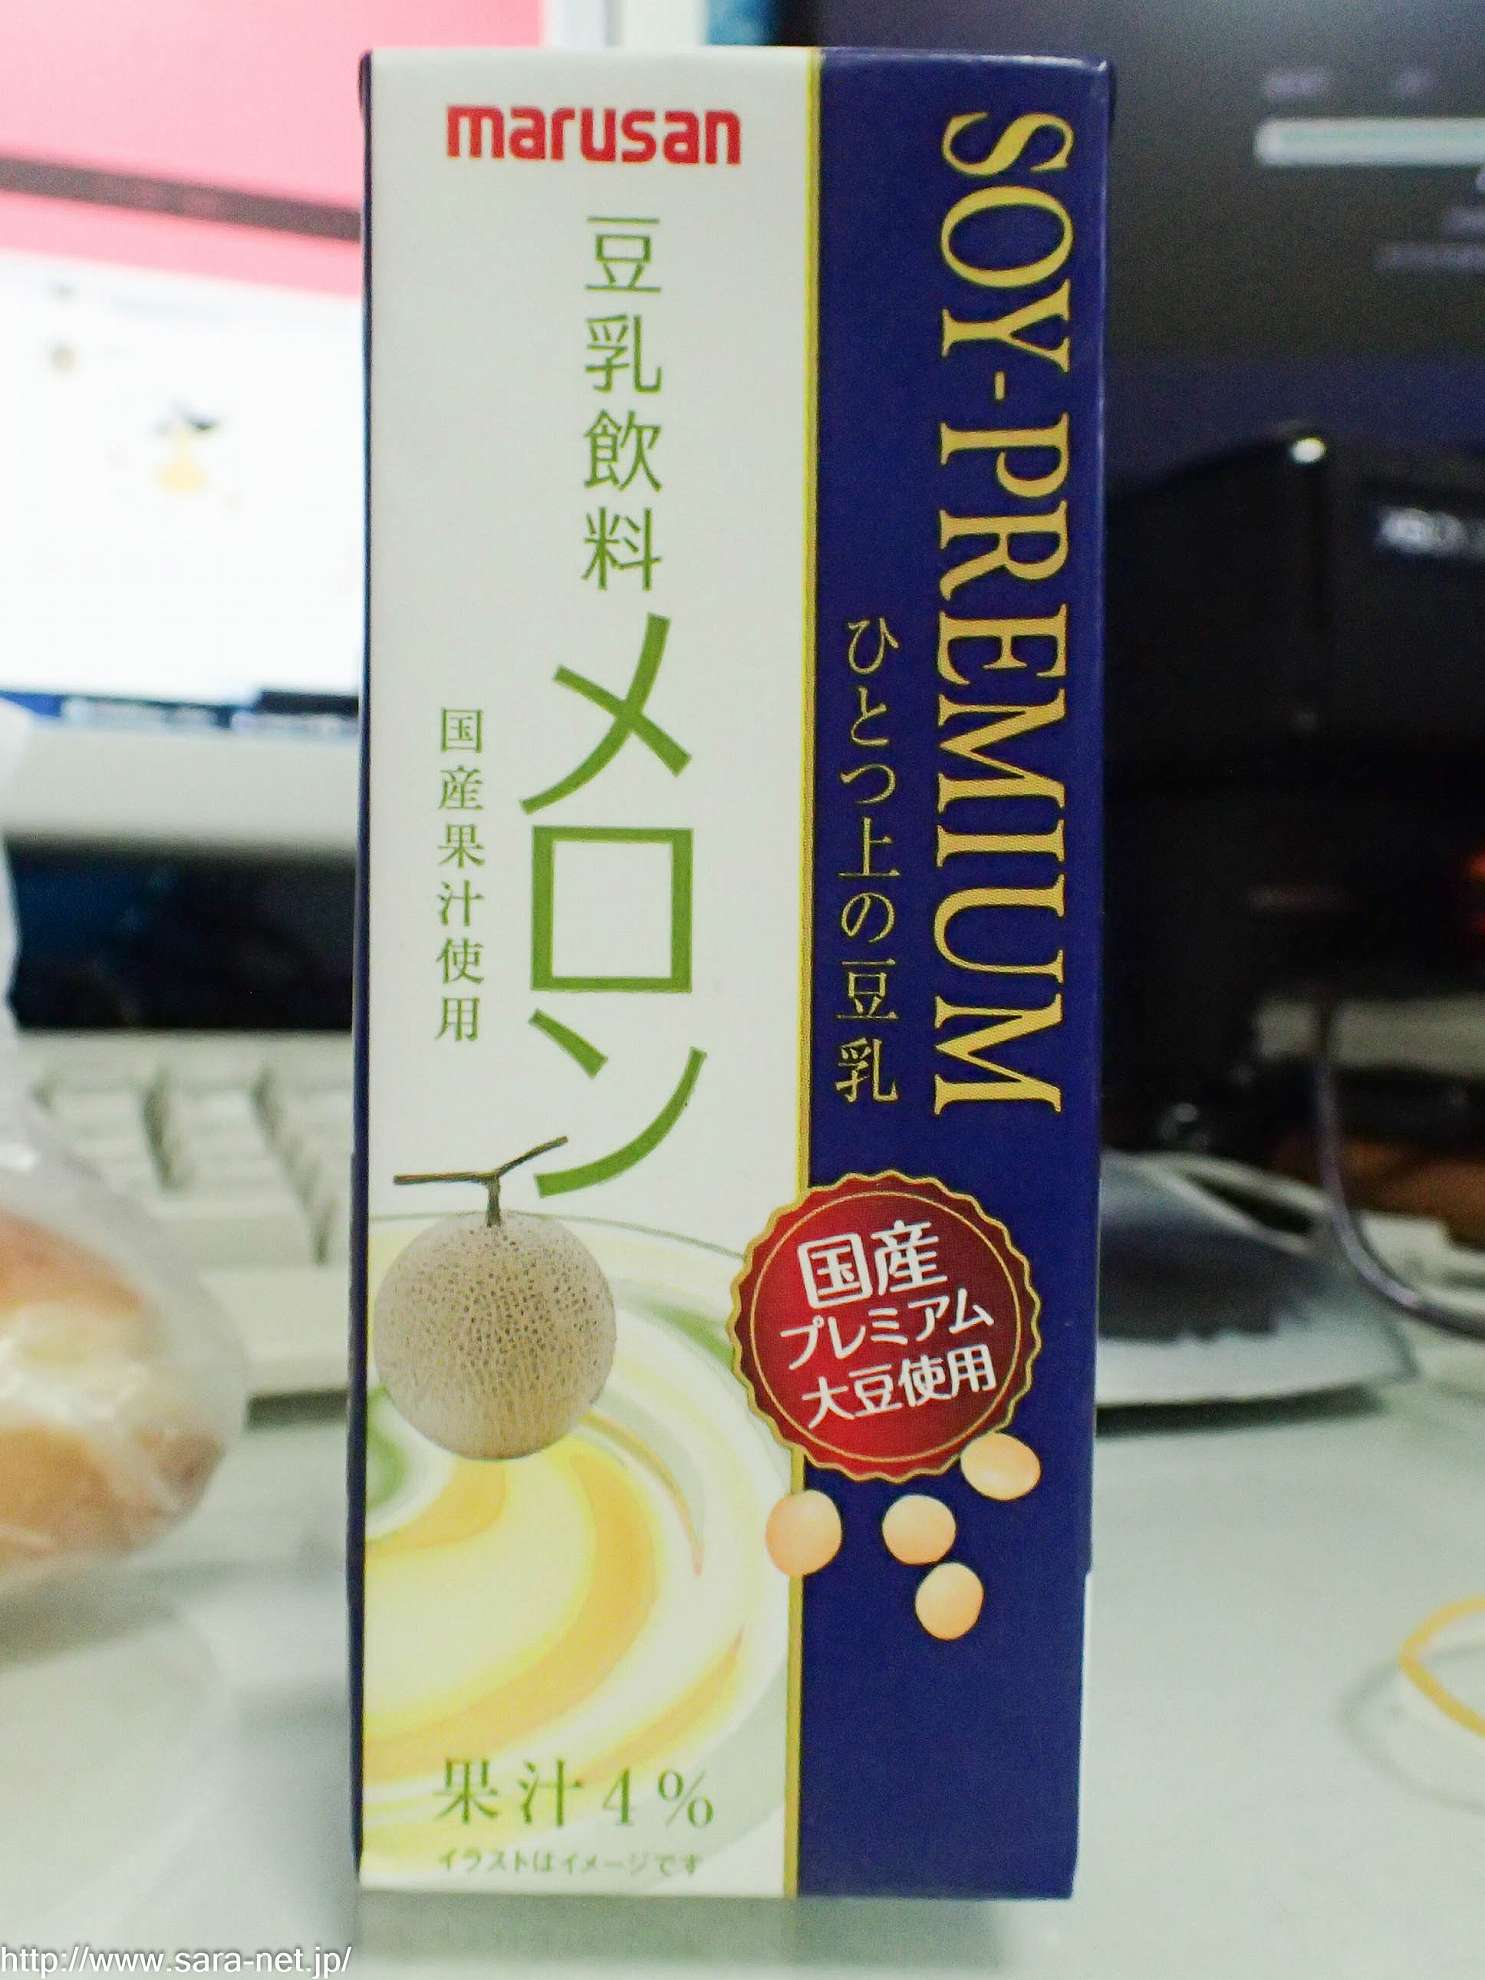 marusan
豆乳飲料
メロン
国産果汁使用
SOY-PREMIUM
ひとつ上の豆乳
国産
プレミアム
大豆使用
果汁4%
イラストはイメージです
http://www.sara-net.jp/